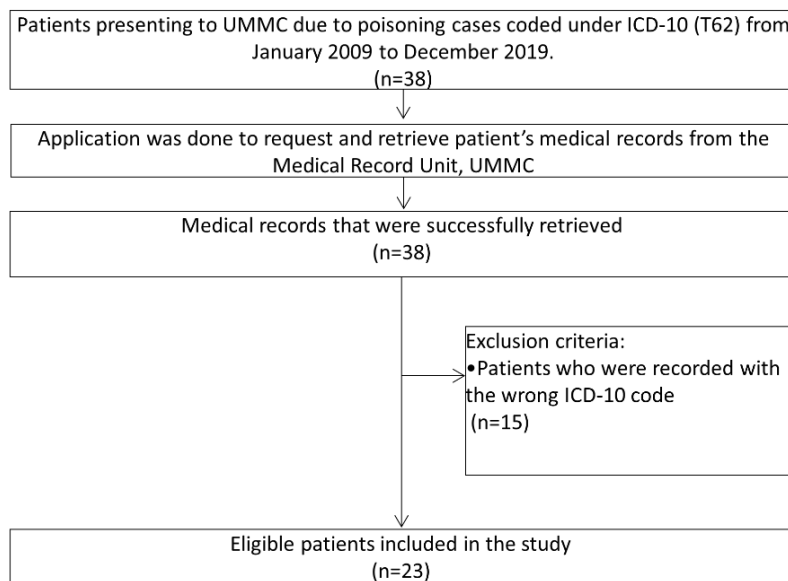 Patients presenting to UMMC due to poisoning cases coded under ICD-10 (T62) from
January 2009 to December 2019.
(n=38)
Application was done to request and retrieve patient's medical records from the
Medical Record Unit, UMMC
Medical records that were successfully retrieved
(n=38)
Exclusion criteria:
•Patients who were recorded with
the wrong ICD-10 code
(n=15)
Eligible patients included in the study
(n=23)